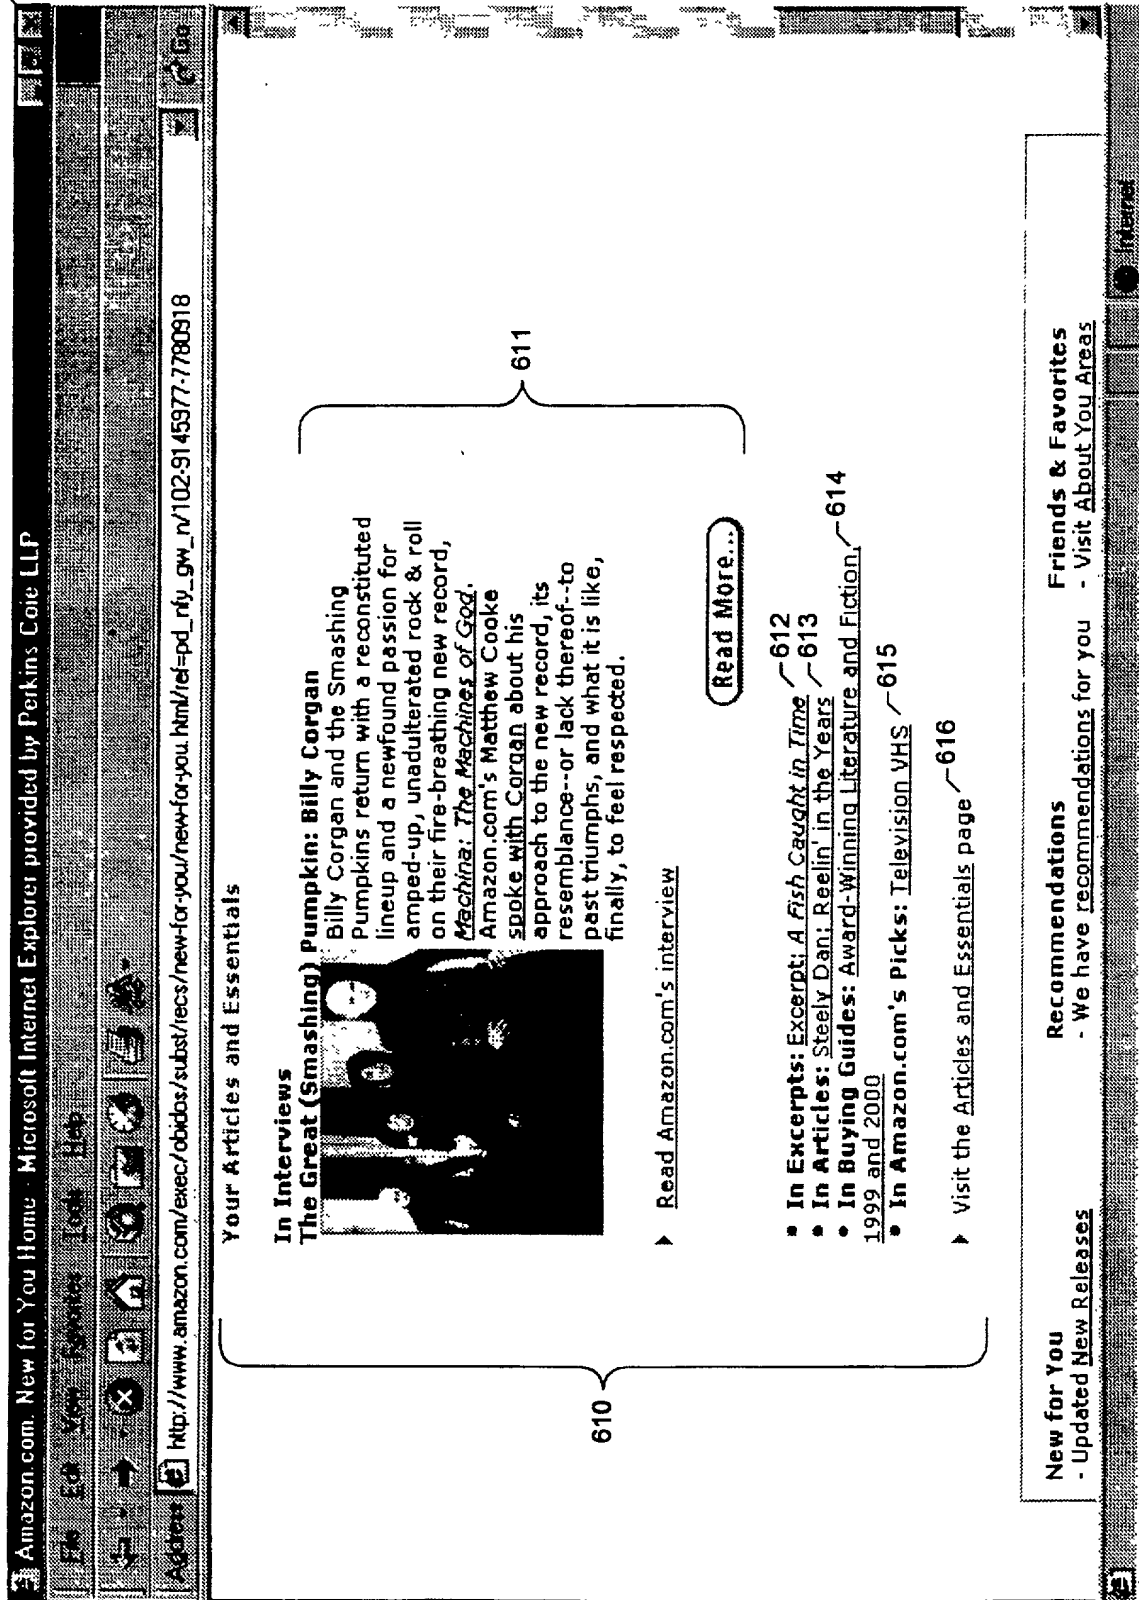 Amazon.com. New for You Home - Microsoft Internet Explorer provided by Perkins Coie LLP
File Edit View Favorites Tools Help
Address http://www.amazon.com/exec/obidos/subst/recs/new-for-you/new-for-you.html/ref=pd_nfy_gw_n/102-9145977-7780918 Go
Your Articles and Essentials
In Interviews
The Great (Smashing) Pumpkin: Billy Corgan
Billy Corgan and the Smashing
Pumpkins return with a reconstituted
lineup and a newfound passion for
amped-up, unadulterated rock & roll
on their fire-breathing new record,
Machina: The Machines of God.
Amazon.com's Matthew Cooke
spoke with Corgan about his
approach to the new record, its
resemblance--or lack thereof--to
past triumphs, and what it is like,
finally, to feel respected.
611
Read Amazon.com's interview
Read More...
610
• In Excerpts: Excerpt: A Fish Caught in Time 612
• In Articles: Steely Dan: Reelin' in the Years 613
• In Buying Guides: Award-Winning Literature and Fiction, 614
1999 and 2000
• In Amazon.com's Picks: Television VHS 615
Visit the Articles and Essentials page 616
New for You Recommendations Friends & Favorites
- Updated New Releases - We have recommendations for you - Visit About You Areas
Internet